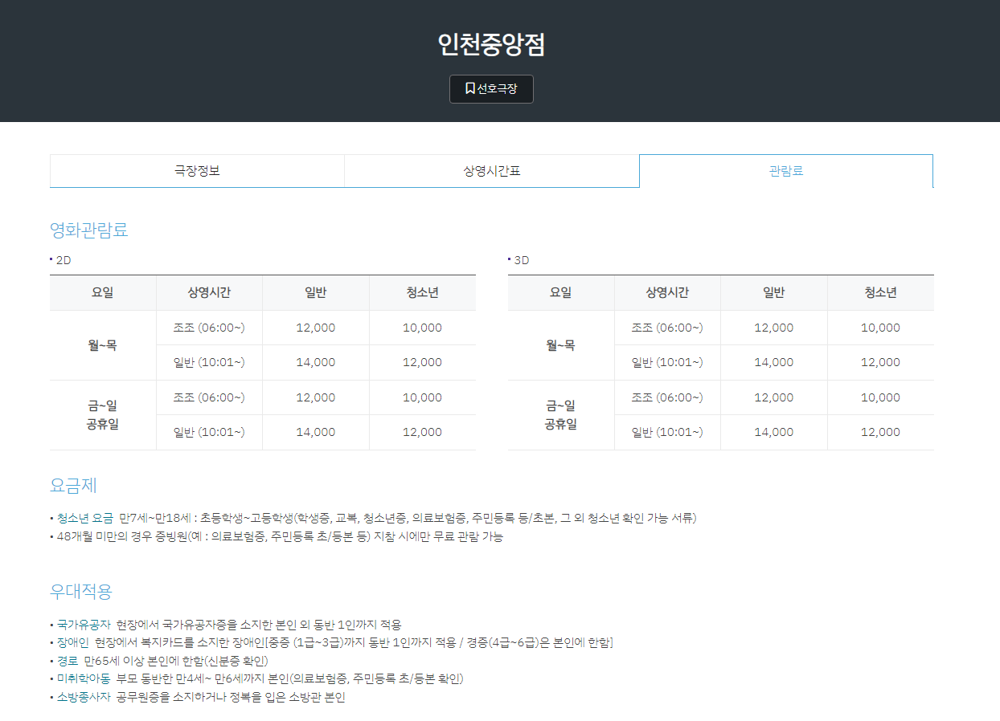 인천중앙점
선호극장
극장정보 상영시간표 관람료
영화관람료
• 2D
요일 상영시간 일반 청소년
월~목 조조 (06:00~) 12,000 10,000
일반 (10:01~) 14,000 12,000
금~일 공휴일 조조 (06:00~) 12,000 10,000
일반 (10:01~) 14,000 12,000
• 3D
요일 상영시간 일반 청소년
월~목 조조 (06:00~) 12,000 10,000
일반 (10:01~) 14,000 12,000
금~일 공휴일 조조 (06:00~) 12,000 10,000
일반 (10:01~) 14,000 12,000
요금제
• 청소년 요금 만7세~만18세 : 초등학생~고등학생(학생증, 교복, 청소년증, 의료보험증, 주민등록 등/초본, 그 외 청소년 확인 가능 서류)
• 48개월 미만의 경우 증빙원(예 : 의료보험증, 주민등록 초/등본 등) 지참 시에만 무료 관람 가능
우대적용
• 국가유공자 현장에서 국가유공자증을 소지한 본인 외 동반 1인까지 적용
• 장애인 현장에서 복지카드를 소지한 장애인[중증 (1급~3급)까지 동반 1인까지 적용 / 경증(4급~6급)은 본인에 한함]
• 경로 만65세 이상 본인에 한함(신분증 확인)
• 미취학아동 부모 동반한 만4세~ 만6세까지 본인(의료보험증, 주민등록 초/등본 확인)
• 소방종사자 공무원증을 소지하거나 정복을 입은 소방관 본인